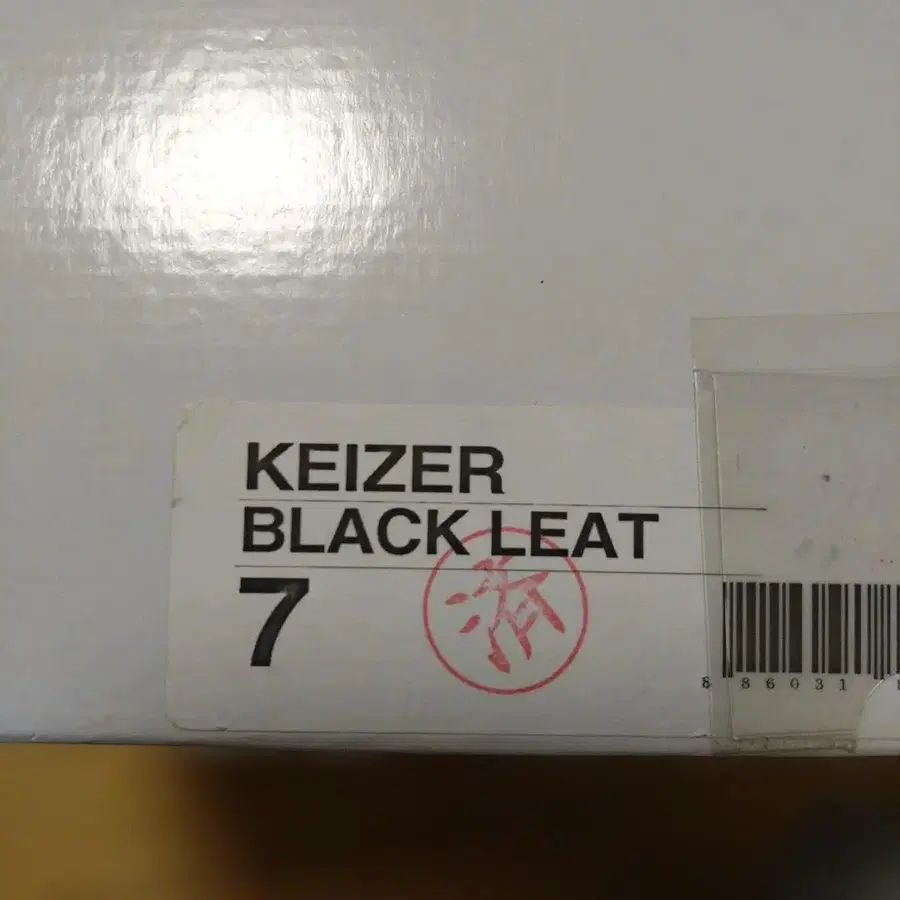 KEIZER
BLACK LEAT
7
済
8 86031